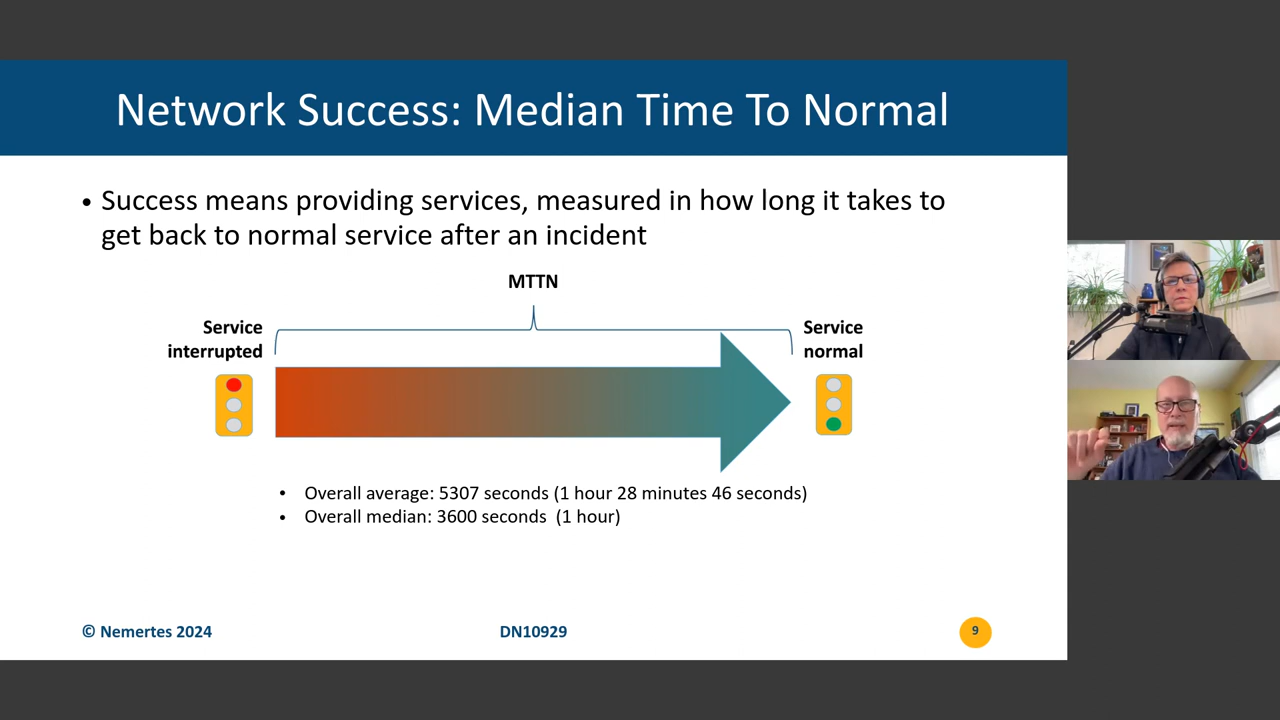 Network Success: Median Time To Normal
• Success means providing services, measured in how long it takes to
get back to normal service after an incident
MTTN
Service
interrupted
Service
normal
• Overall average: 5307 seconds (1 hour 28 minutes 46 seconds)
• Overall median: 3600 seconds (1 hour)
© Nemertes 2024
DN10929
9